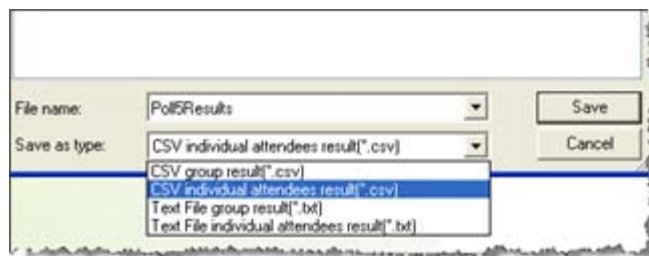 File name: Poll5Results Save
Save as type: CSV individual attendees result(*.csv) Cancel
CSV group result(*.csv)
CSV individual attendees result(*.csv)
Text File group result(*.txt)
Text File individual attendees result(*.txt)